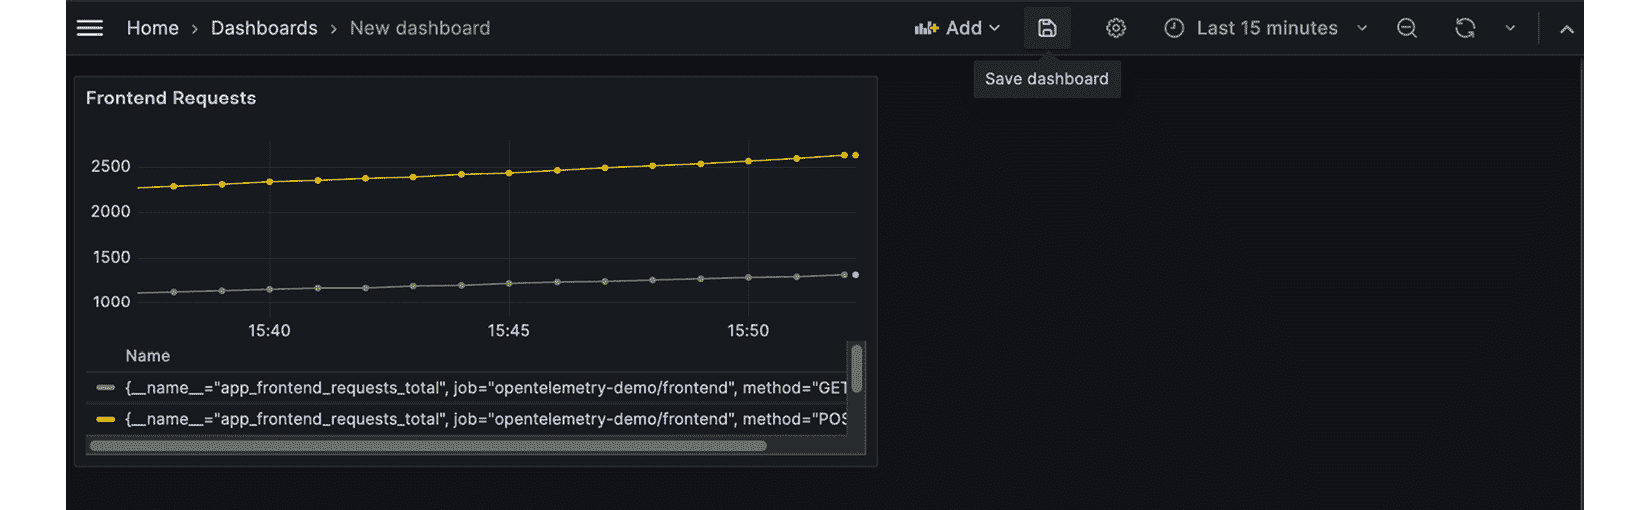 Home > Dashboards > New dashboard Add Last 15 minutes
Save dashboard
Frontend Requests
2500
2000
1500
1000
15:40 15:45 15:50
Name
{__name__="app_frontend_requests_total", job="opentelemetry-demo/frontend", method="GET
{__name__="app_frontend_requests_total", job="opentelemetry-demo/frontend", method="POS